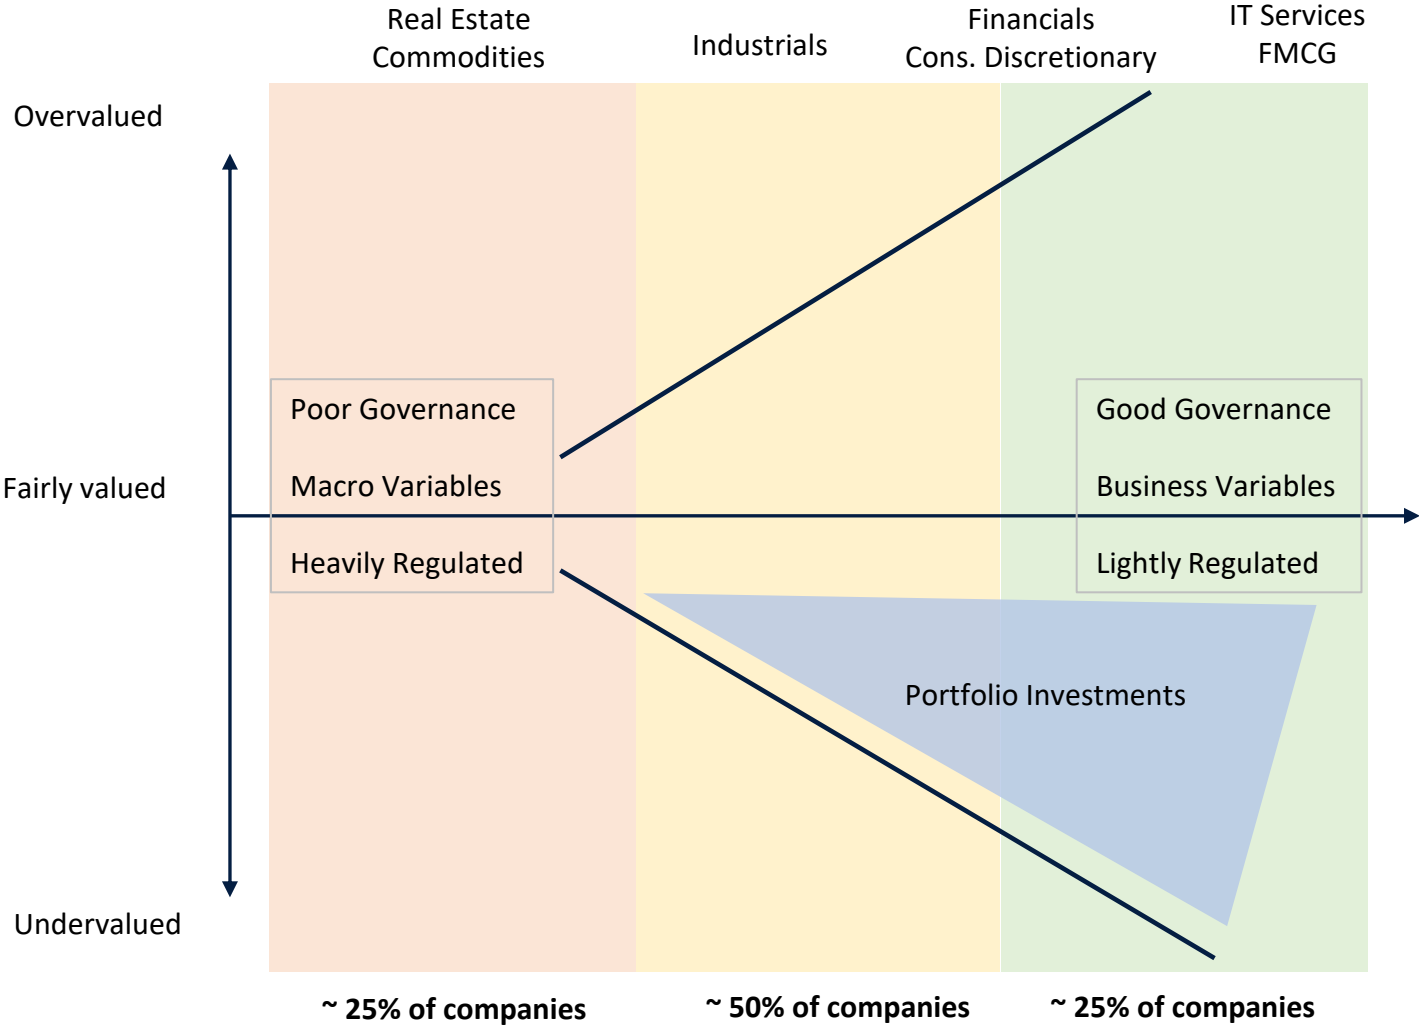 Real Estate
Commodities
Industrials
Financials
Cons. Discretionary
IT Services
FMCG
Overvalued
Poor Governance
Good Governance
Fairly valued
Macro Variables
Business Variables
Heavily Regulated
Lightly Regulated
Portfolio Investments
Undervalued
~ 25% of companies
~ 50% of companies
~ 25% of companies